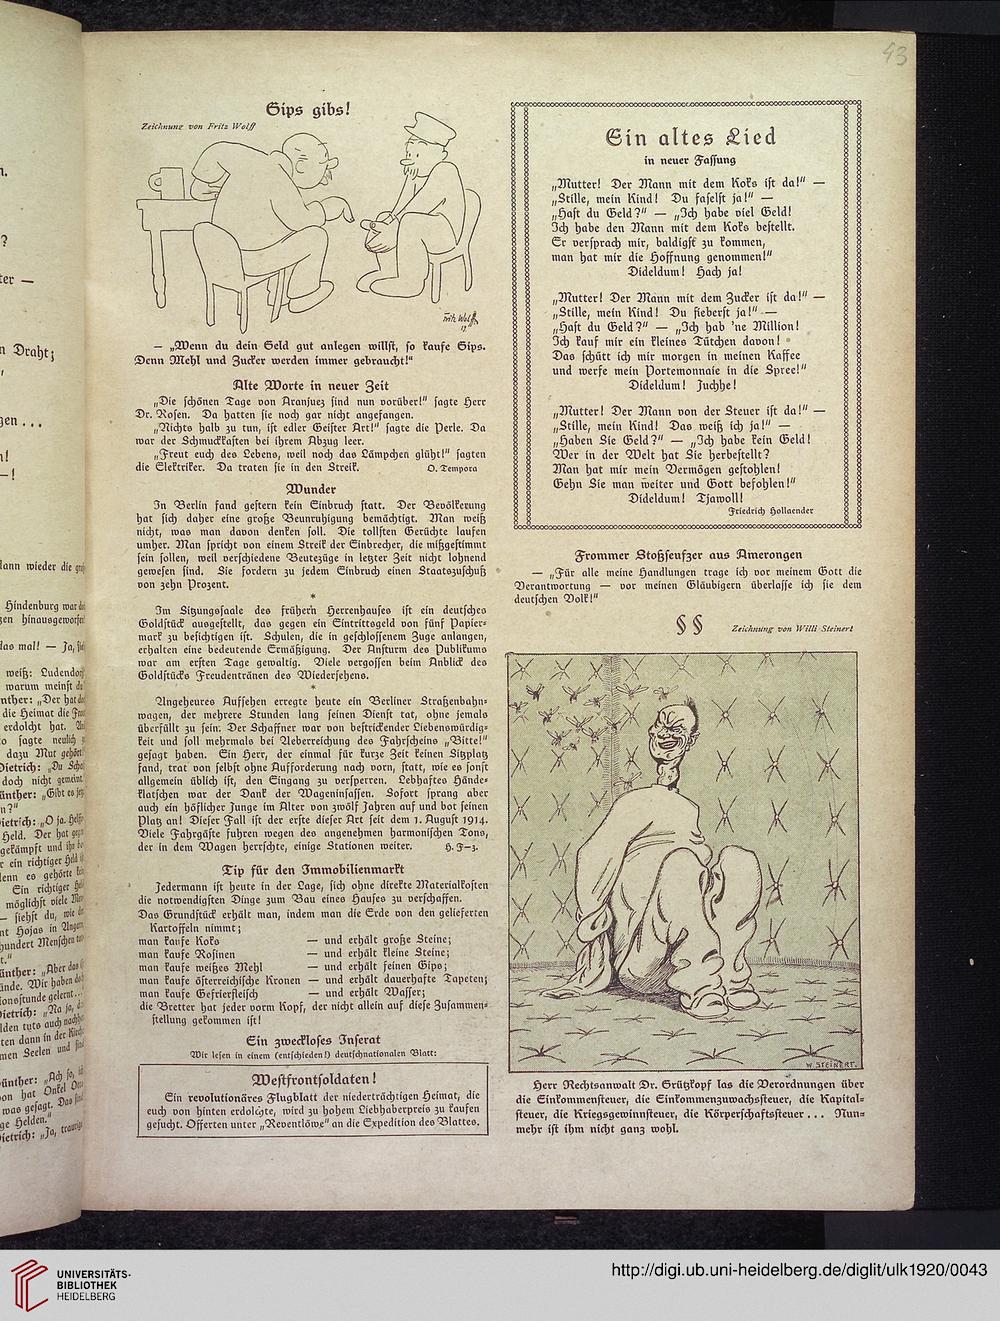 43
Gips gibs!
Zeichnung von Fritz Wolff
Fritz Wolff
19
— „Wenn du dein Geld gut anlegen willst, so kaufe Gips.
Denn Mehl und Zucker werden immer gebraucht!“
Alte Worte in neuer Zeit
„Die schönen Tage von Aranjuez sind nun vorüber!“ sagte Herr
Dr. Rosen. Da hatten sie noch gar nicht angefangen.
„Nichts halb zu tun, ist edler Geister Art!“ sagte die Perle. Da
war der Schmuckkasten bei ihrem Abzug leer.
„Freut euch des Lebens, weil noch das Lämpchen glüht!“ sagten
die Elektriker. Da traten sie in den Streik. O. Tempora
Wunder
In Berlin fand gestern kein Einbruch statt. Der Bevölkerung
hat sich daher eine große Beunruhigung bemächtigt. Man weiß
nicht, was man davon denken soll. Die tollsten Gerüchte laufen
umher. Man spricht von einem Streik der Einbrecher, die mißgestimmt
sein sollen, weil verschiedene Beutezüge in letzter Zeit nicht lohnend
gewesen sind. Sie fordern zu jedem Einbruch einen Staatszuschuß
von zehn Prozent.
*
Im Sitzungssaale des frühern Herrenhauses ist ein deutsches
Goldstück ausgestellt, das gegen ein Eintrittsgeld von fünf Papier-
mark zu besichtigen ist. Schulen, die in geschlossenem Zuge anlangen,
erhalten eine bedeutende Ermäßigung. Der Ansturm des Publikums
war am ersten Tage gewaltig. Viele vergossen beim Anblick des
Goldstücks Freudentränen des Wiedersehens.
*
Ungeheures Aufsehen erregte heute ein Berliner Straßenbahn-
wagen, der mehrere Stunden lang seinen Dienst tat, ohne jemals
überfüllt zu sein. Der Schaffner war von bestrickender Liebenswürdig-
keit und soll mehrmals bei Ueberreichung des Fahrscheins „Bitte!“
gesagt haben. Ein Herr, der einmal für kurze Zeit keinen Sitzplatz
fand, trat von selbst ohne Aufforderung nach vorn, statt, wie es sonst
allgemein üblich ist, den Eingang zu versperren. Lebhaftes Hände-
klatschen war der Dank der Wageninsassen. Sofort sprang aber
auch ein höflicher Junge im Alter von zwölf Jahren auf und bot seinen
Platz an! Dieser Fall ist der erste dieser Art seit dem 1. August 1914.
Viele Fahrgäste fuhren wegen des angenehmen harmonischen Tons,
der in dem Wagen herrschte, einige Stationen weiter. H. F—z.
Tip für den Immobilienmarkt
Jedermann ist heute in der Lage, sich ohne direkte Materialkosten
die notwendigsten Dinge zum Bau eines Hauses zu verschaffen.
Das Grundstück erhält man, indem man die Erde von den gelieferten
Kartoffeln nimmt;
man kaufe Koks — und erhält große Steine;
man kaufe Rosinen — und erhält kleine Steine;
man kaufe weißes Mehl — und erhält feinen Gips;
man kaufe österreichische Kronen — und erhält dauerhafte Tapeten;
man kaufe Gefrierfleisch — und erhält Wasser;
die Bretter hat jeder vorm Kopf, der nicht allein auf diese Zusammen-
stellung gekommen ist!
Ein zweckloses Inserat
Wir lesen in einem (entschieden!) deutschnationalen Blatt:
Westfrontsoldaten!
Ein revolutionäres Flugblatt der niederträchtigen Heimat, die
euch von hinten erdolchte, wird zu hohem Liebhaberpreis zu kaufen
gesucht. Offerten unter „Reventlöwe“ an die Expedition des Blattes.
Ein altes Lied
in neuer Fassung
„Mutter! Der Mann mit dem Koks ist da!“ —
„Stille, mein Kind! Du faselst ja!“ —
„Hast du Geld?“ — „Ich habe viel Geld!
Ich habe den Mann mit dem Koks bestellt.
Er versprach mir, baldigst zu kommen,
man hat mir die Hoffnung genommen!“
Dideldum! Hach ja!
„Mutter! Der Mann mit dem Zucker ist da!“ —
„Stille, mein Kind! Du fieberst ja!“ —
„Hast du Geld?“ — „Ich hab 'ne Million!
Ich kauf mir ein kleines Tütchen davon!
Das schütt ich mir morgen in meinen Kaffee
und werfe mein Portemonnaie in die Spree!“
Dideldum! Juchhe!
„Mutter! Der Mann von der Steuer ist da!“ —
„Stille, mein Kind! Das weiß ich ja!“ —
„Haben Sie Geld?“ — „Ich habe kein Geld!
Wer in der Welt hat Sie herbestellt?
Man hat mir mein Vermögen gestohlen!
Gehn Sie man weiter und Gott befohlen!“
Dideldum! Tjawoll!
Friedrich Hollaender
Frommer Stoßseufzer aus Amerongen
— „Für alle meine Handlungen trage ich vor meinem Gott die
Verantwortung — vor meinen Gläubigern überlasse ich sie dem
deutschen Volk!“
§§
Zeichnung von Willi Steinert
W. STEINERT.
Herr Rechtsanwalt Dr. Grützkopf las die Verordnungen über
die Einkommensteuer, die Einkommenzuwachssteuer, die Kapital-
steuer, die Kriegsgewinnsteuer, die Körperschaftssteuer... Nun-
mehr ist ihm nicht ganz wohl.
UNIVERSITÄTS-
BIBLIOTHEK
HEIDELBERG
http://digi.ub.uni-heidelberg.de/diglit/ulk1920/0043